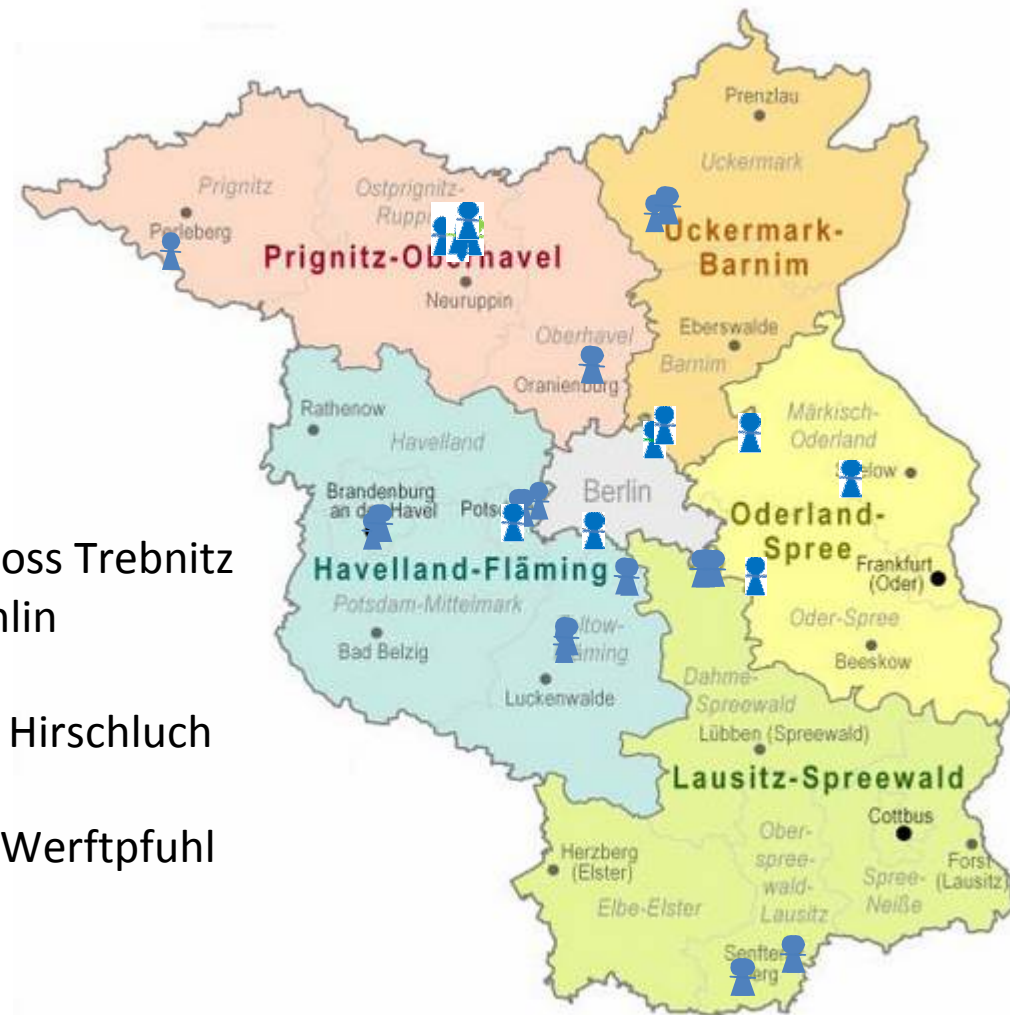 Prenzlau
Uckermark
Prignitz
Ostprignitz-
Perleberg
Uckermark-
Barnim
Prignitz-Oberhavel
Neuruppin
Eberswalde
Oberhavel
Barnim
Oranienburg
Rathenow
Märkisch-
Oderland
Havelland
Berlin
Brandenburg
an der Havel
Oderland-
Spree
oss Trebnitz
Frankfurt
(Oder)
Havelland-Fläming
nlin
Potsdam-Mittelmark
Oder-Spree
Bad Belzig
Beeskow
Dahme-
Spreewald
Luckenwalde
Hirschluch
Lübben (Spreewald)
Lausitz-Spreewald
Cottbus
Werftpfuhl
Herzberg
(Elster)
Ober-
spree-
wald-
Lausitz
Forst
(Lausitz)
Spree-
Neiße
Elbe-Elster